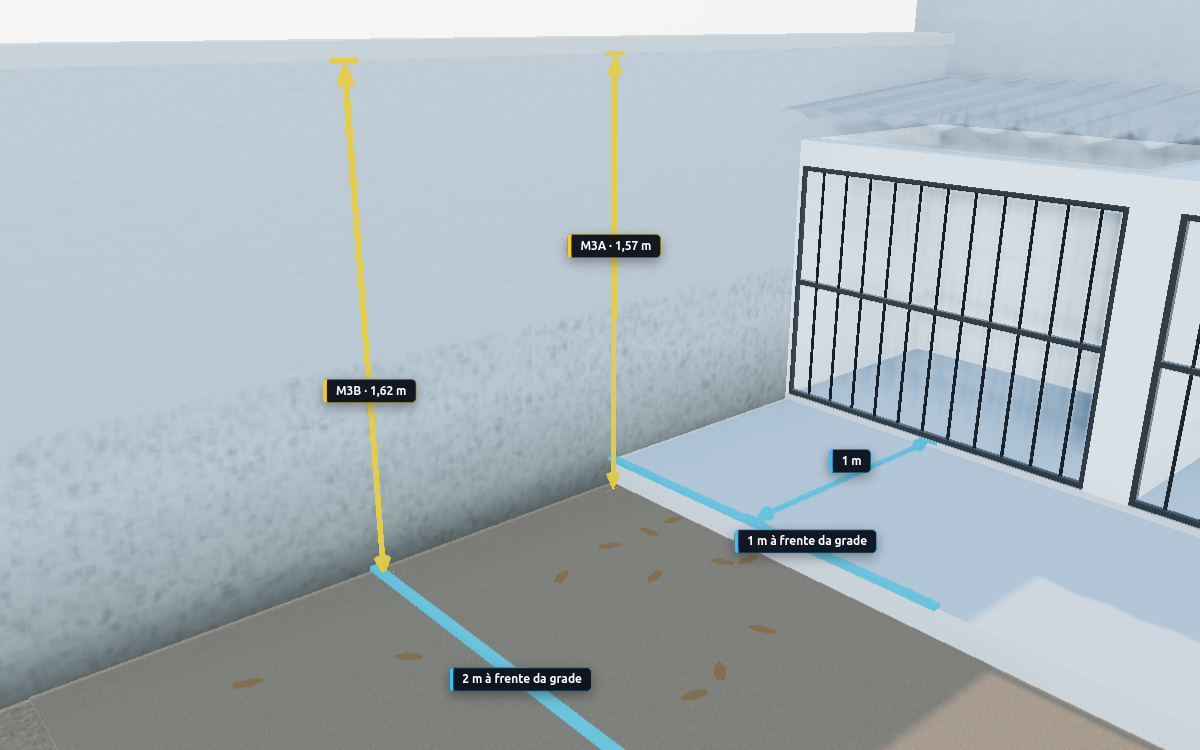 M3A · 1,57 m
M3B · 1,62 m
1 m
1 m à frente da grade
2 m à frente da grade